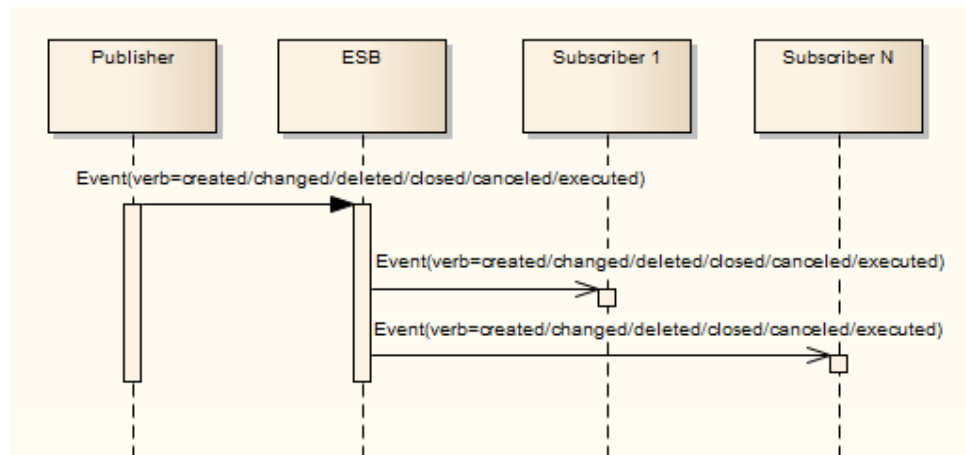 Publisher
ESB
Subscriber 1
Subscriber N
Event(verb=created/changed/deleted/closed/canceled/executed)
Event(verb=created/changed/deleted/closed/canceled/executed)
Event(verb=created/changed/deleted/closed/canceled/executed)